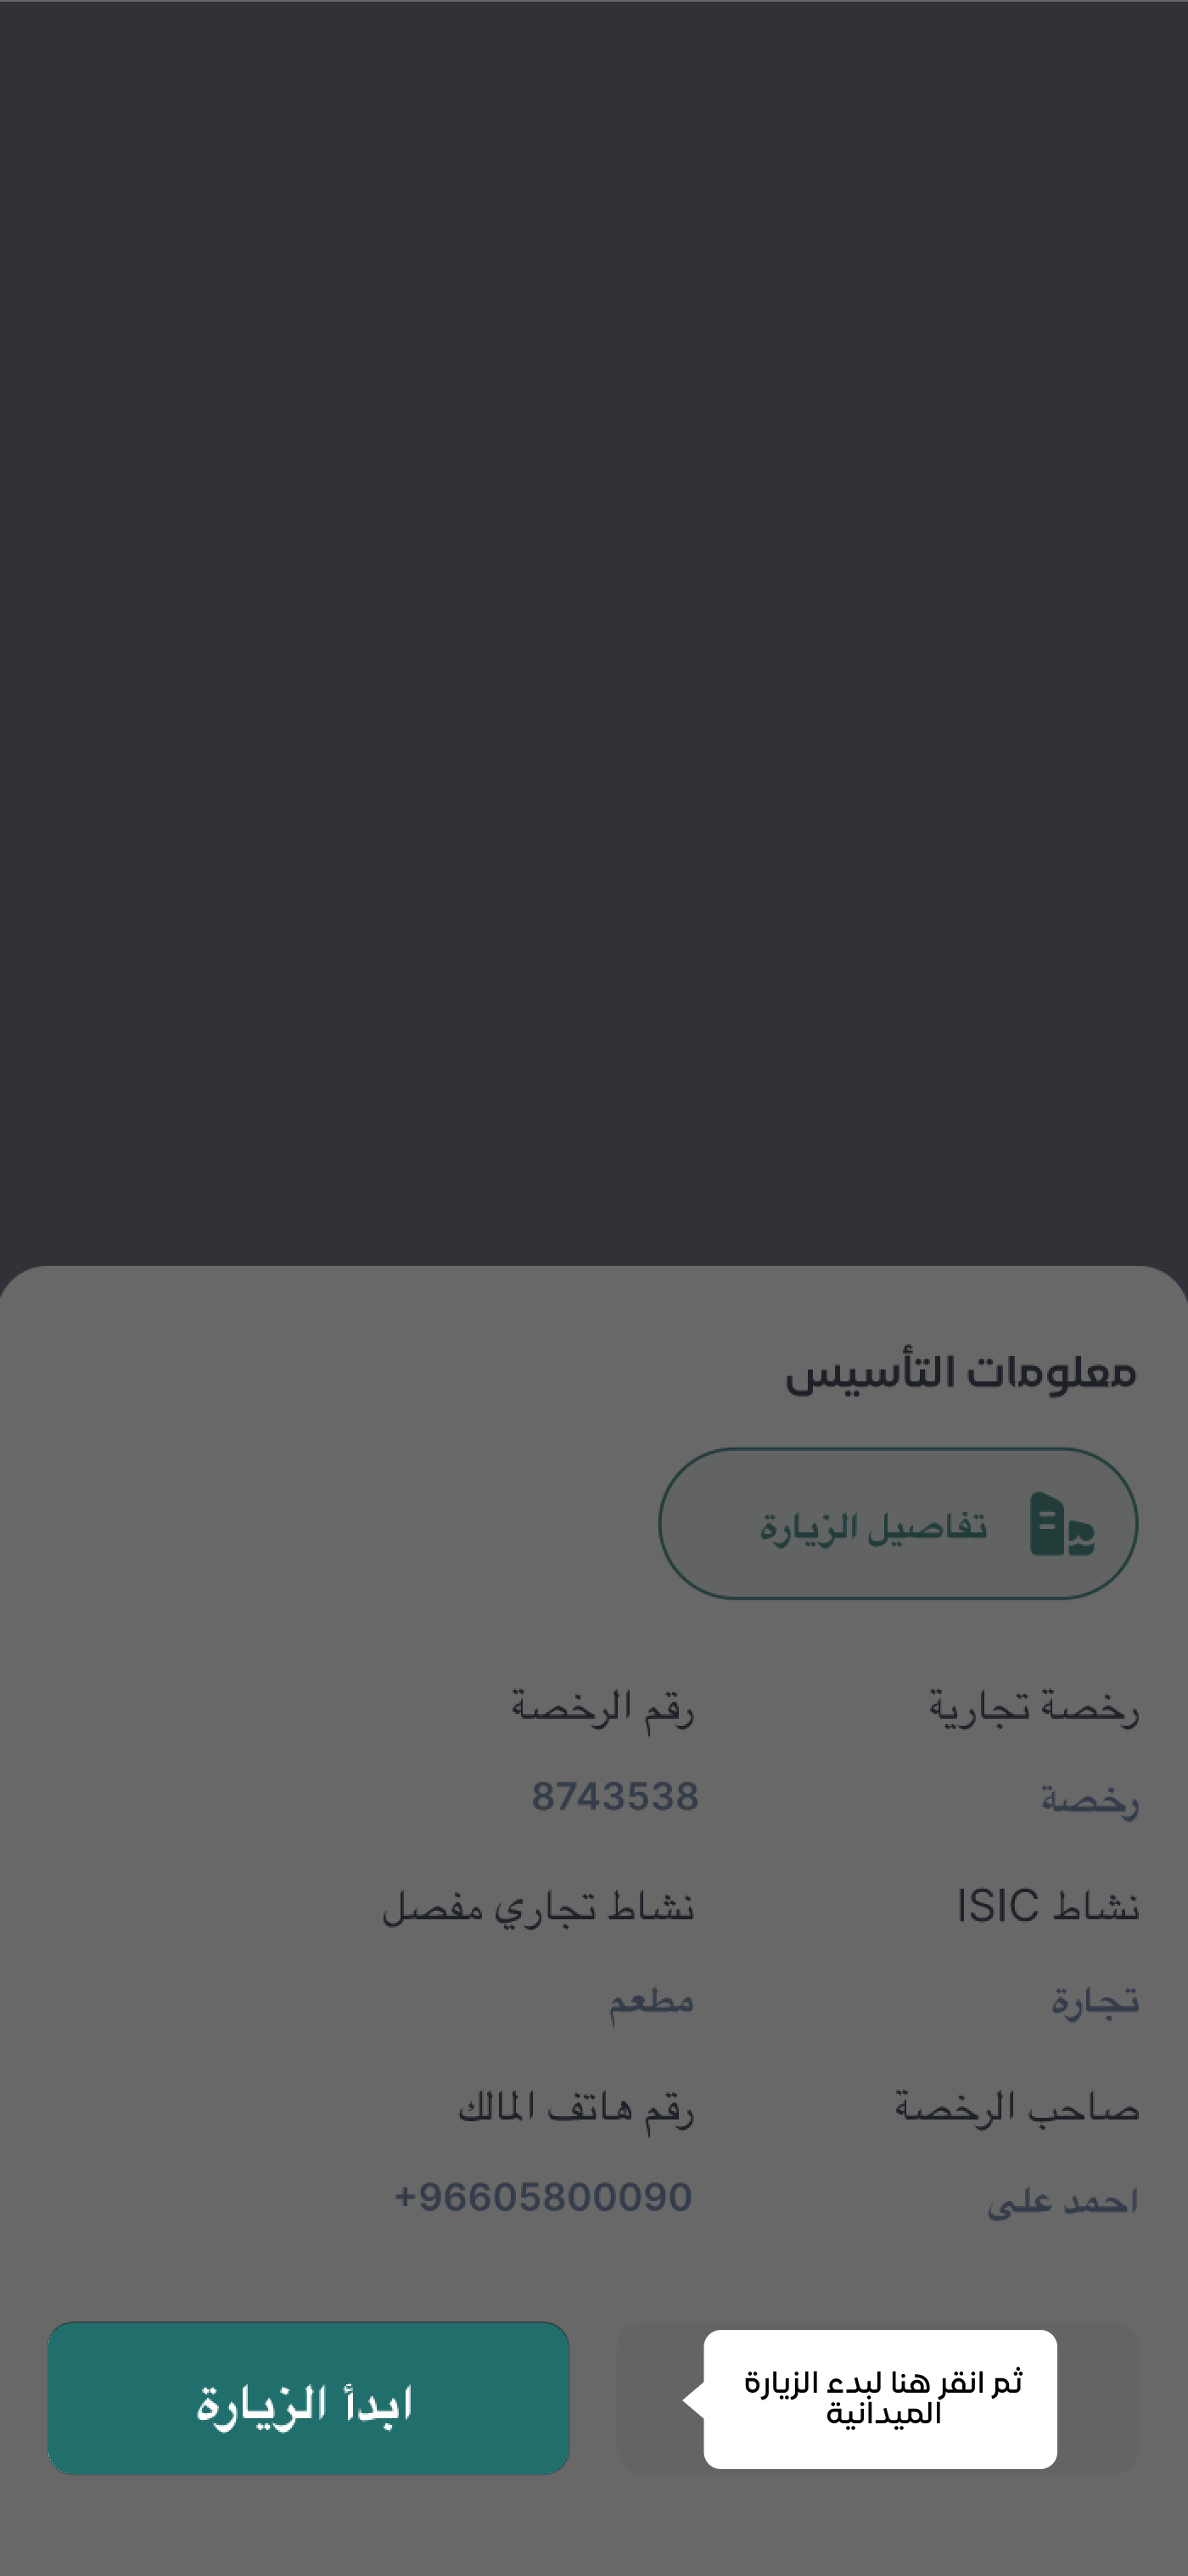 معلومات التأسيس
تفاصيل الزيارة
رخصة تجارية
رقم الرخصة
رخصة
8743538
نشاط ISIC
نشاط تجاري مفصل
تجارة
مطعم
صاحب الرخصة
رقم هاتف المالك
احمد على
+96605800090
ثم انقر هنا لبدء الزيارة
الميدانية
ابدأ الزيارة